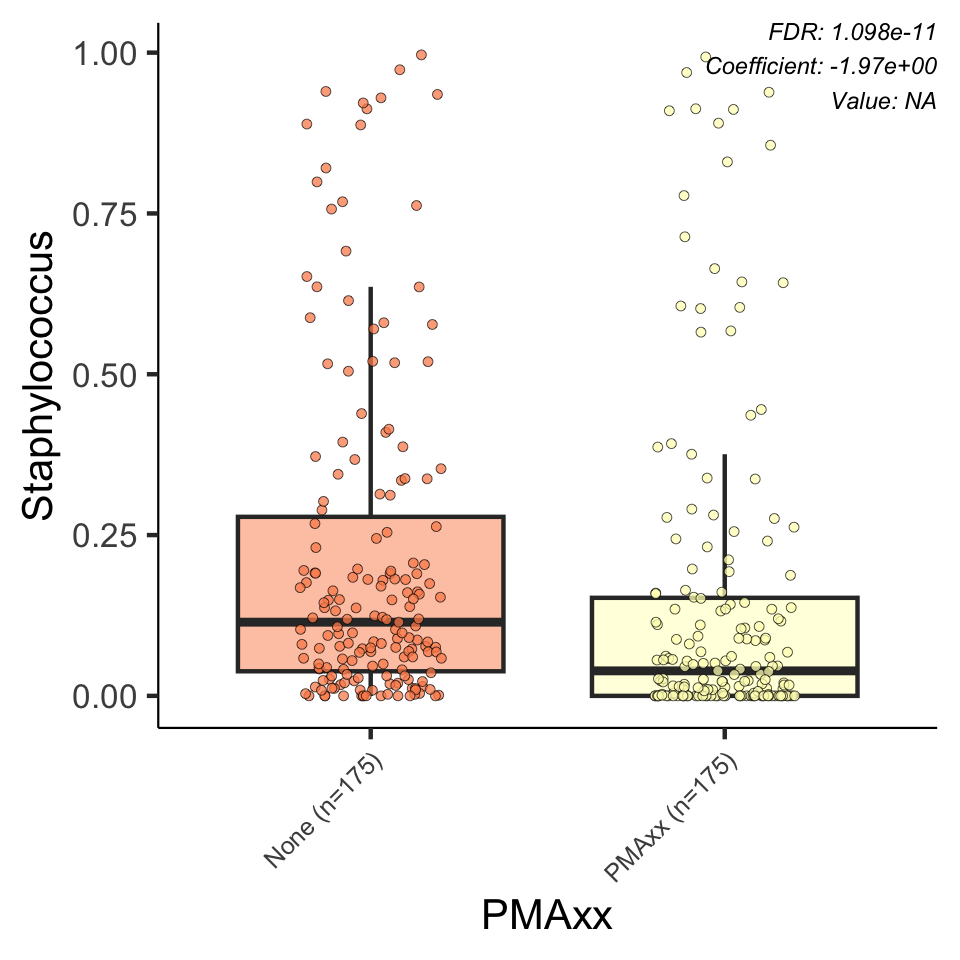 FDR: 1.098e-11
Coefficient: -1.97e+00
Value: NA
1.00
0.75
0.50
0.25
0.00
Staphylococcus
None (n=175)
PMAxx (n=175)
PMAxx